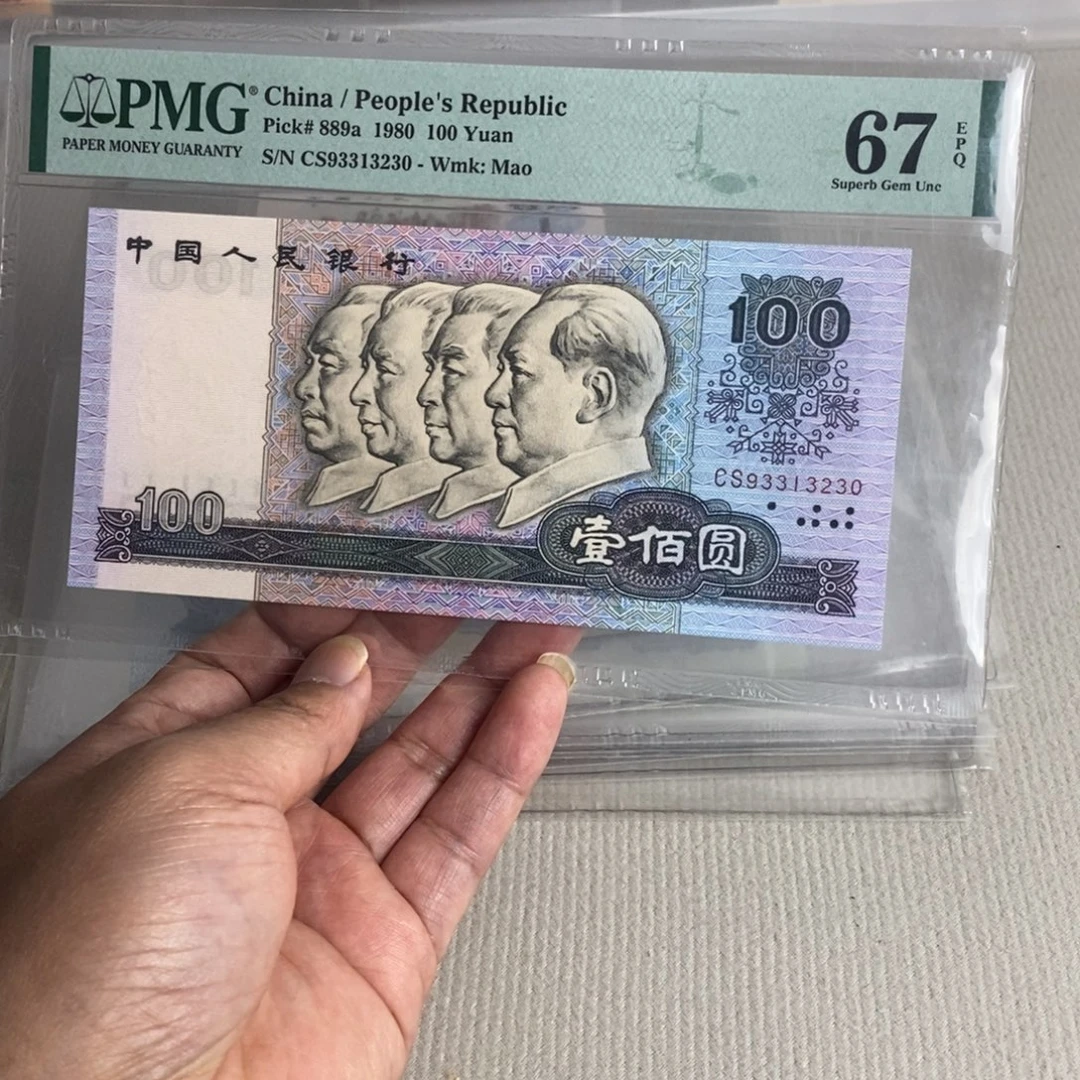 PMG®
PAPER MONEY GUARANTY
China / People's Republic
Pick# 889a 1980 100 Yuan
S/N CS93313230 - Wmk: Mao
67
EPQ
Superb Gem Unc
中国人民银行
100
CS93313230
100
壹佰圆